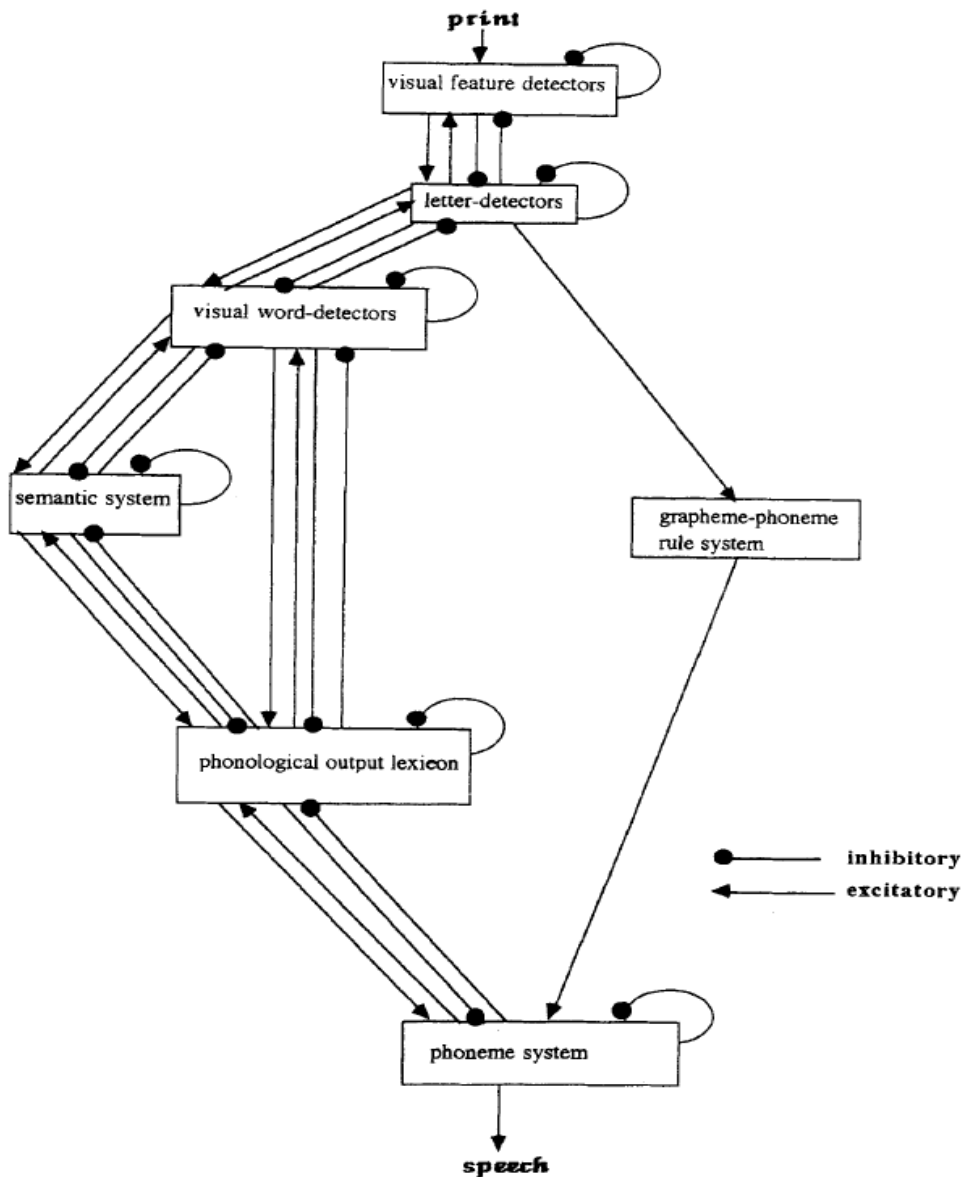 print
visual feature detectors
letter-detectors
visual word-detectors
semantic system
grapheme-phoneme
rule system
phonological output lexicon
inhibitory
excitatory
phoneme system
speech